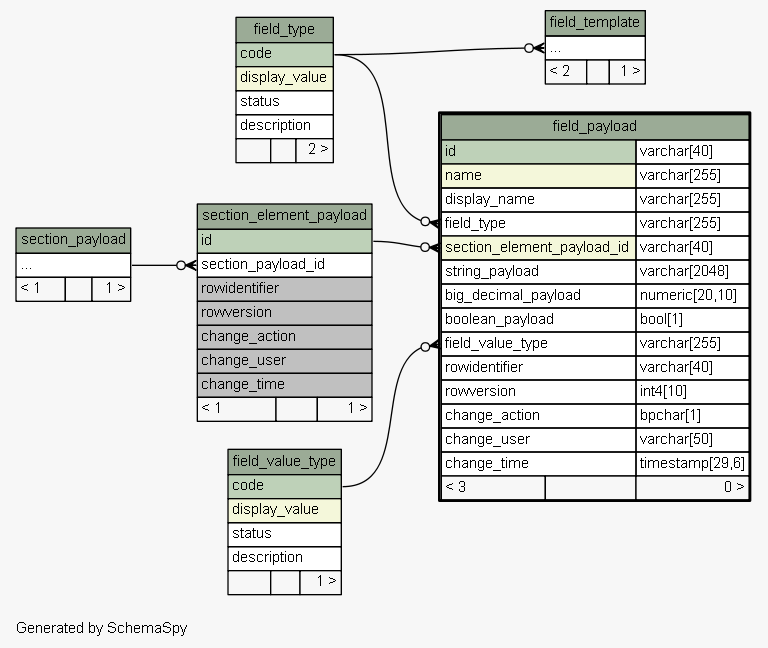 field_type
code
display_value
status
description
2 >
field_template
...
< 2 1 >
field_payload
id varchar[40]
name varchar[255]
display_name varchar[255]
field_type varchar[255]
section_element_payload_id varchar[40]
string_payload varchar[2048]
big_decimal_payload numeric[20,10]
boolean_payload bool[1]
field_value_type varchar[255]
rowidentifier varchar[40]
rowversion int4[10]
change_action bpchar[1]
change_user varchar[50]
change_time timestamp[29,6]
< 3 0 >
section_element_payload
id
section_payload_id
rowidentifier
rowversion
change_action
change_user
change_time
< 1 1 >
section_payload
...
< 1 1 >
field_value_type
code
display_value
status
description
1 >
Generated by SchemaSpy